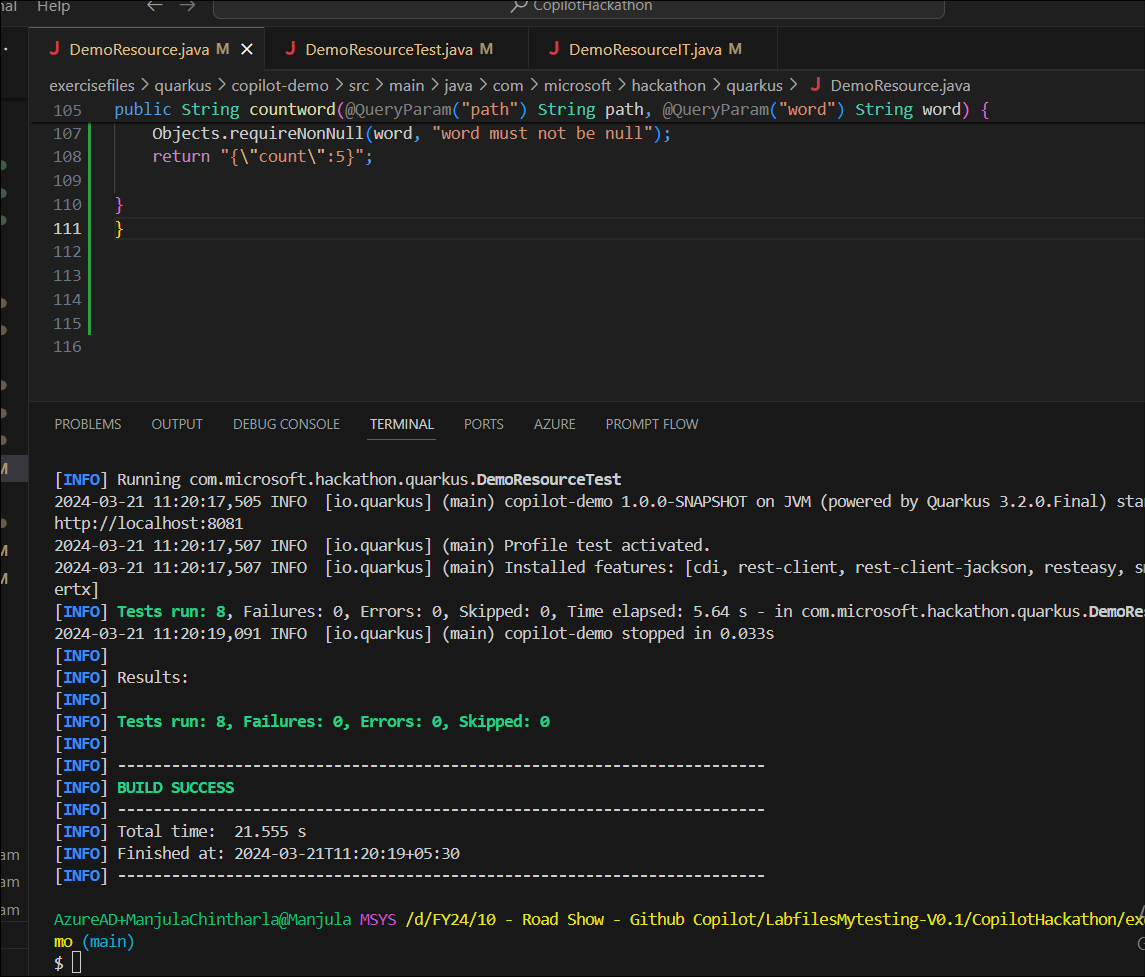 Help
CopilotHackathon
DemoResource.java M
DemoResourceTest.java M
DemoResourceIT.java M
exercisefiles > quarkus > copilot-demo > src > main > java > com > microsoft > hackathon > quarkus > DemoResource.java
105 public String countword(@QueryParam("path") String path, @QueryParam("word") String word) {
107 Objects.requireNonNull(word, "word must not be null");
108 return "{\"count\":5}";
109
110 }
111 }
112
113
114
115
116
PROBLEMS OUTPUT DEBUG CONSOLE TERMINAL PORTS AZURE PROMPT FLOW
[INFO] Running com.microsoft.hackathon.quarkus.DemoResourceTest
2024-03-21 11:20:17,505 INFO [io.quarkus] (main) copilot-demo 1.0.0-SNAPSHOT on JVM (powered by Quarkus 3.2.0.Final) sta
http://localhost:8081
2024-03-21 11:20:17,507 INFO [io.quarkus] (main) Profile test activated.
2024-03-21 11:20:17,507 INFO [io.quarkus] (main) Installed features: [cdi, rest-client, rest-client-jackson, resteasy, s
ertx]
[INFO] Tests run: 8, Failures: 0, Errors: 0, Skipped: 0, Time elapsed: 5.64 s - in com.microsoft.hackathon.quarkus.DemoRe
2024-03-21 11:20:19,091 INFO [io.quarkus] (main) copilot-demo stopped in 0.033s
[INFO]
[INFO] Results:
[INFO]
[INFO] Tests run: 8, Failures: 0, Errors: 0, Skipped: 0
[INFO]
[INFO] ------------------------------------------------------------------------
[INFO] BUILD SUCCESS
[INFO] ------------------------------------------------------------------------
[INFO] Total time: 21.555 s
[INFO] Finished at: 2024-03-21T11:20:19+05:30
[INFO] ------------------------------------------------------------------------
AzureAD+ManjulaChintharla@Manjula MSYS /d/FY24/10 - Road Show - Github Copilot/LabfilesMytesting-V0.1/CopilotHackathon/ex
mo (main)
$